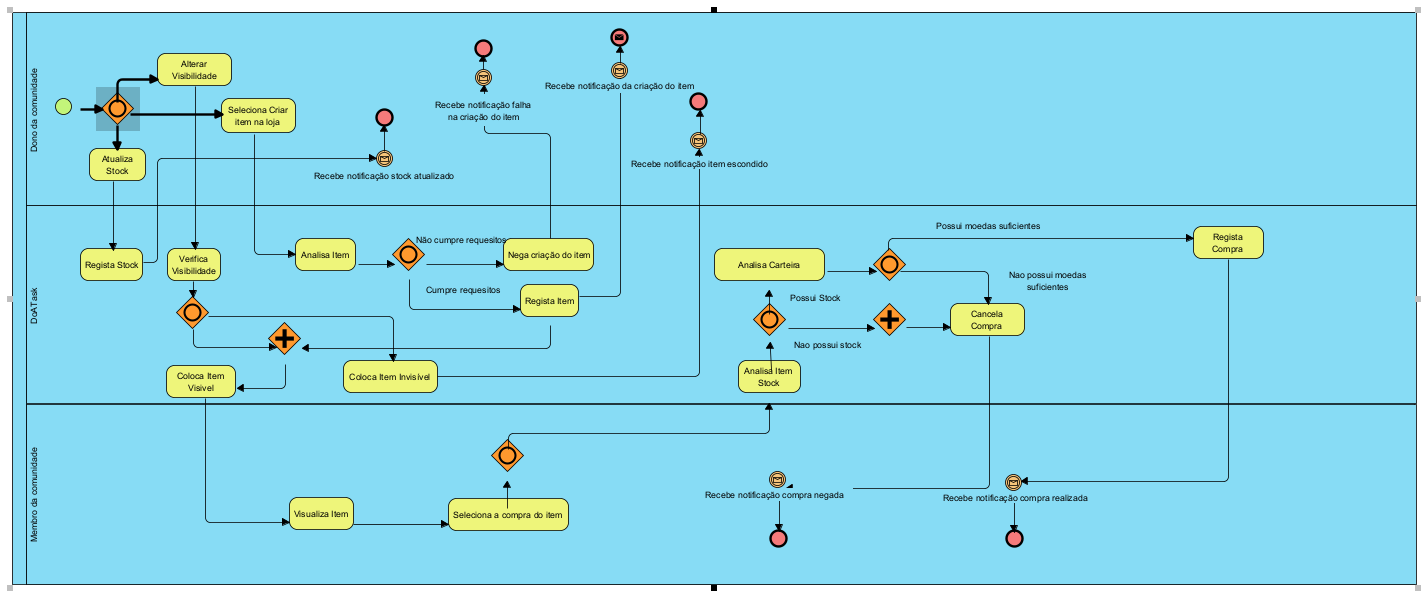 Dono da comunidade
Alterar
Visibilidade
Seleciona Criar
item na loja
Atualiza
Stock
Recebe notificação stock atualizado
Recebe notificação falha
na criação do item
Recebe notificação da criação do item
Recebe notificação item escondido
DoATask
Regista Stock
Verifica
Visibilidade
Analisa Item
Não cumpre requesitos
Nega criação do item
Cumpre requesitos
Regista Item
Coloca Item
Visivel
Coloca Item Invisível
Analisa Carteira
Possui moedas suficientes
Regista
Compra
Nao possui moedas
suficientes
Possui Stock
Cancela
Compra
Nao possui stock
Analisa Item
Stock
Membro da comunidade
Visualiza Item
Seleciona a compra do item
Recebe notificação compra negada
Recebe notificação compra realizada